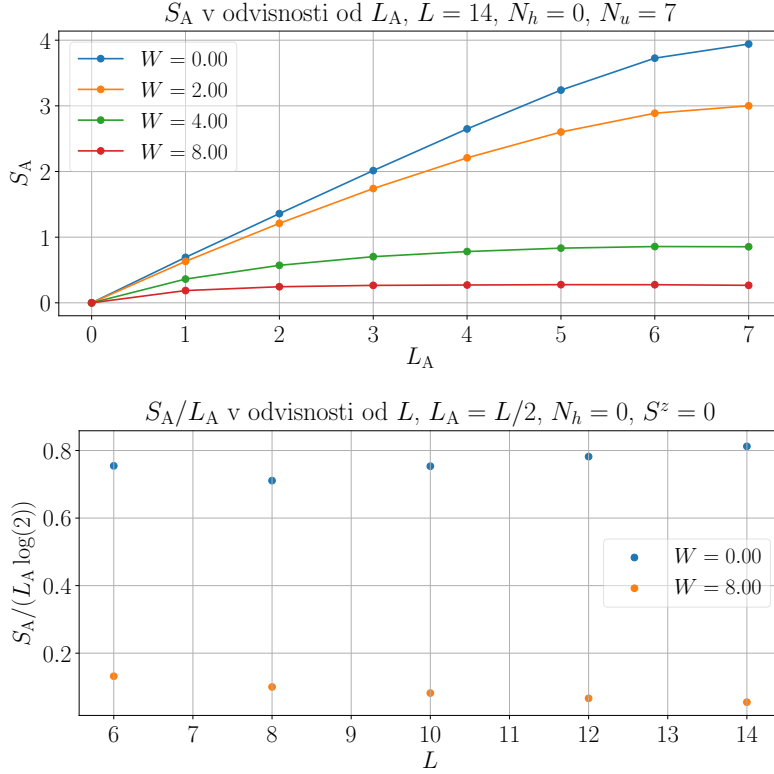 S_A v odvisnosti od L_A, L = 14, N_h = 0, N_u = 7
S_A
4
3
2
1
0
W = 0.00
W = 2.00
W = 4.00
W = 8.00
0 1 2 3 4 5 6 7
L_A
S_A/L_A v odvisnosti od L, L_A = L/2, N_h = 0, S^z = 0
S_A/(L_A log(2))
0.8
0.6
0.4
0.2
W = 0.00
W = 8.00
6 7 8 9 10 11 12 13 14
L